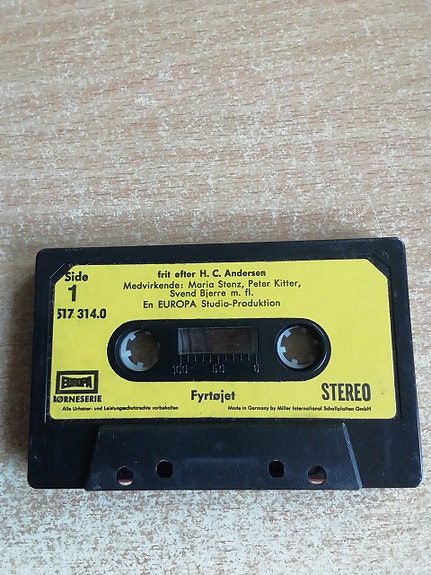 Side
1
517 314.0
frit efter H. C. Andersen
Medvirkende: Maria Stenz, Peter Kitter,
Svend Bjerre m. fl.
En EUROPA Studio-Produktion
100 50 0
EUROPA
BØRNESERIE
Fyrtøjet
STEREO
Alle Urheber- und Leistungsschutzrechte vorbehalten
Made in Germany by Miller International Schallplatten GmbH